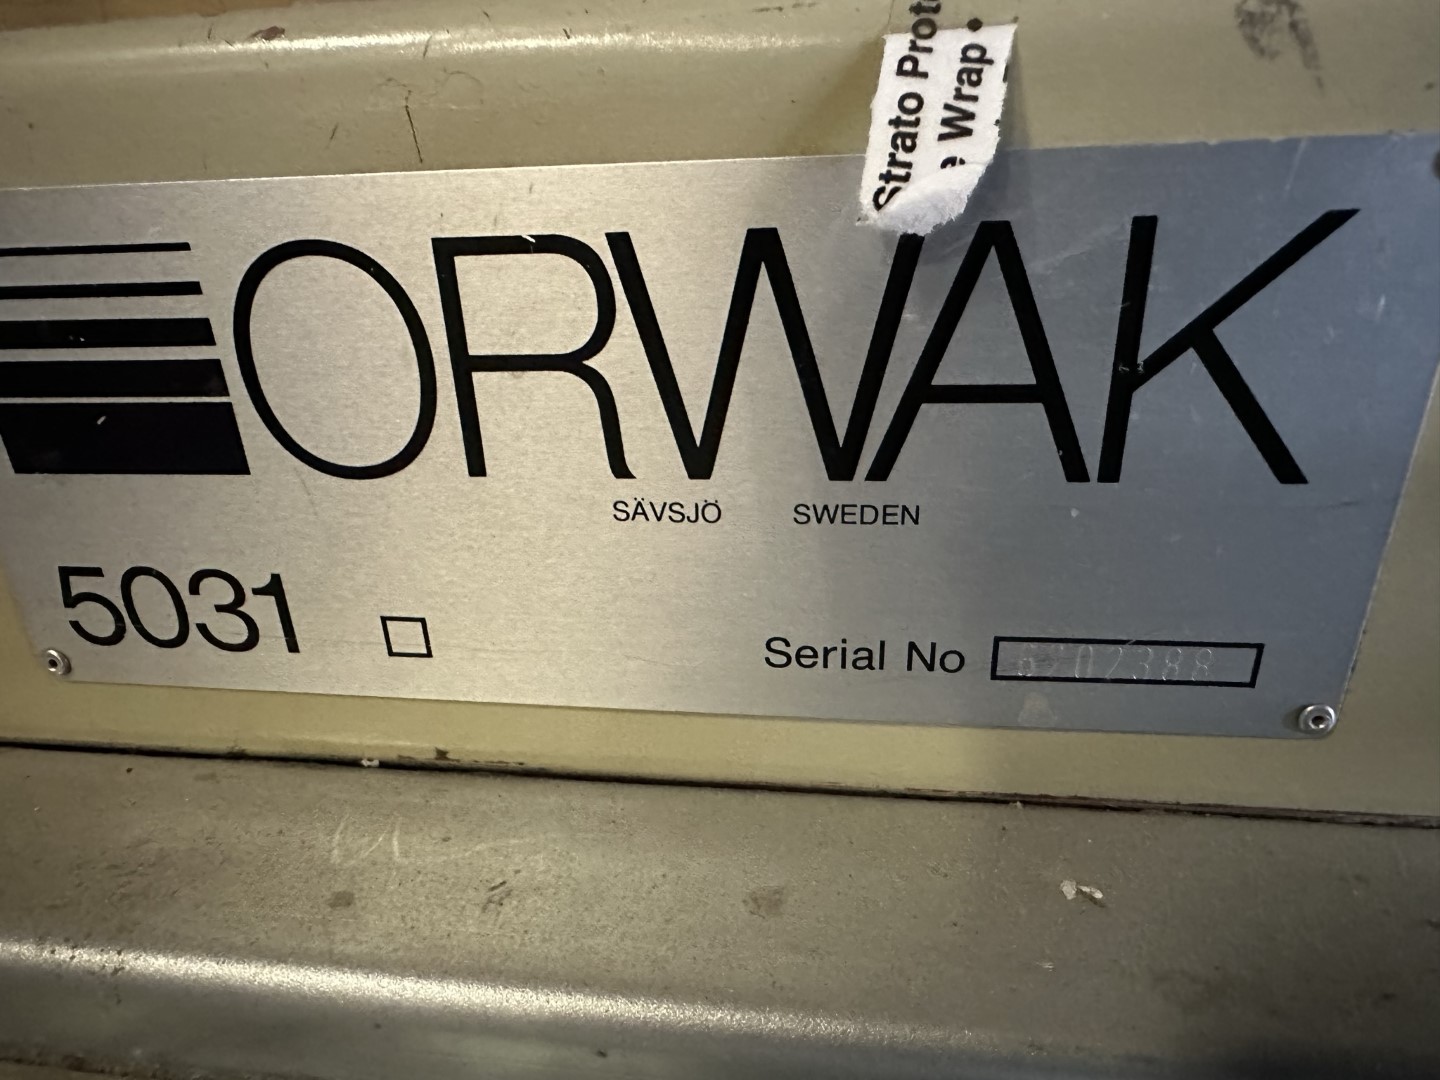 Strato Prot
e Wrap •
ORWAK
SÄVSJÖ SWEDEN
5031
Serial No